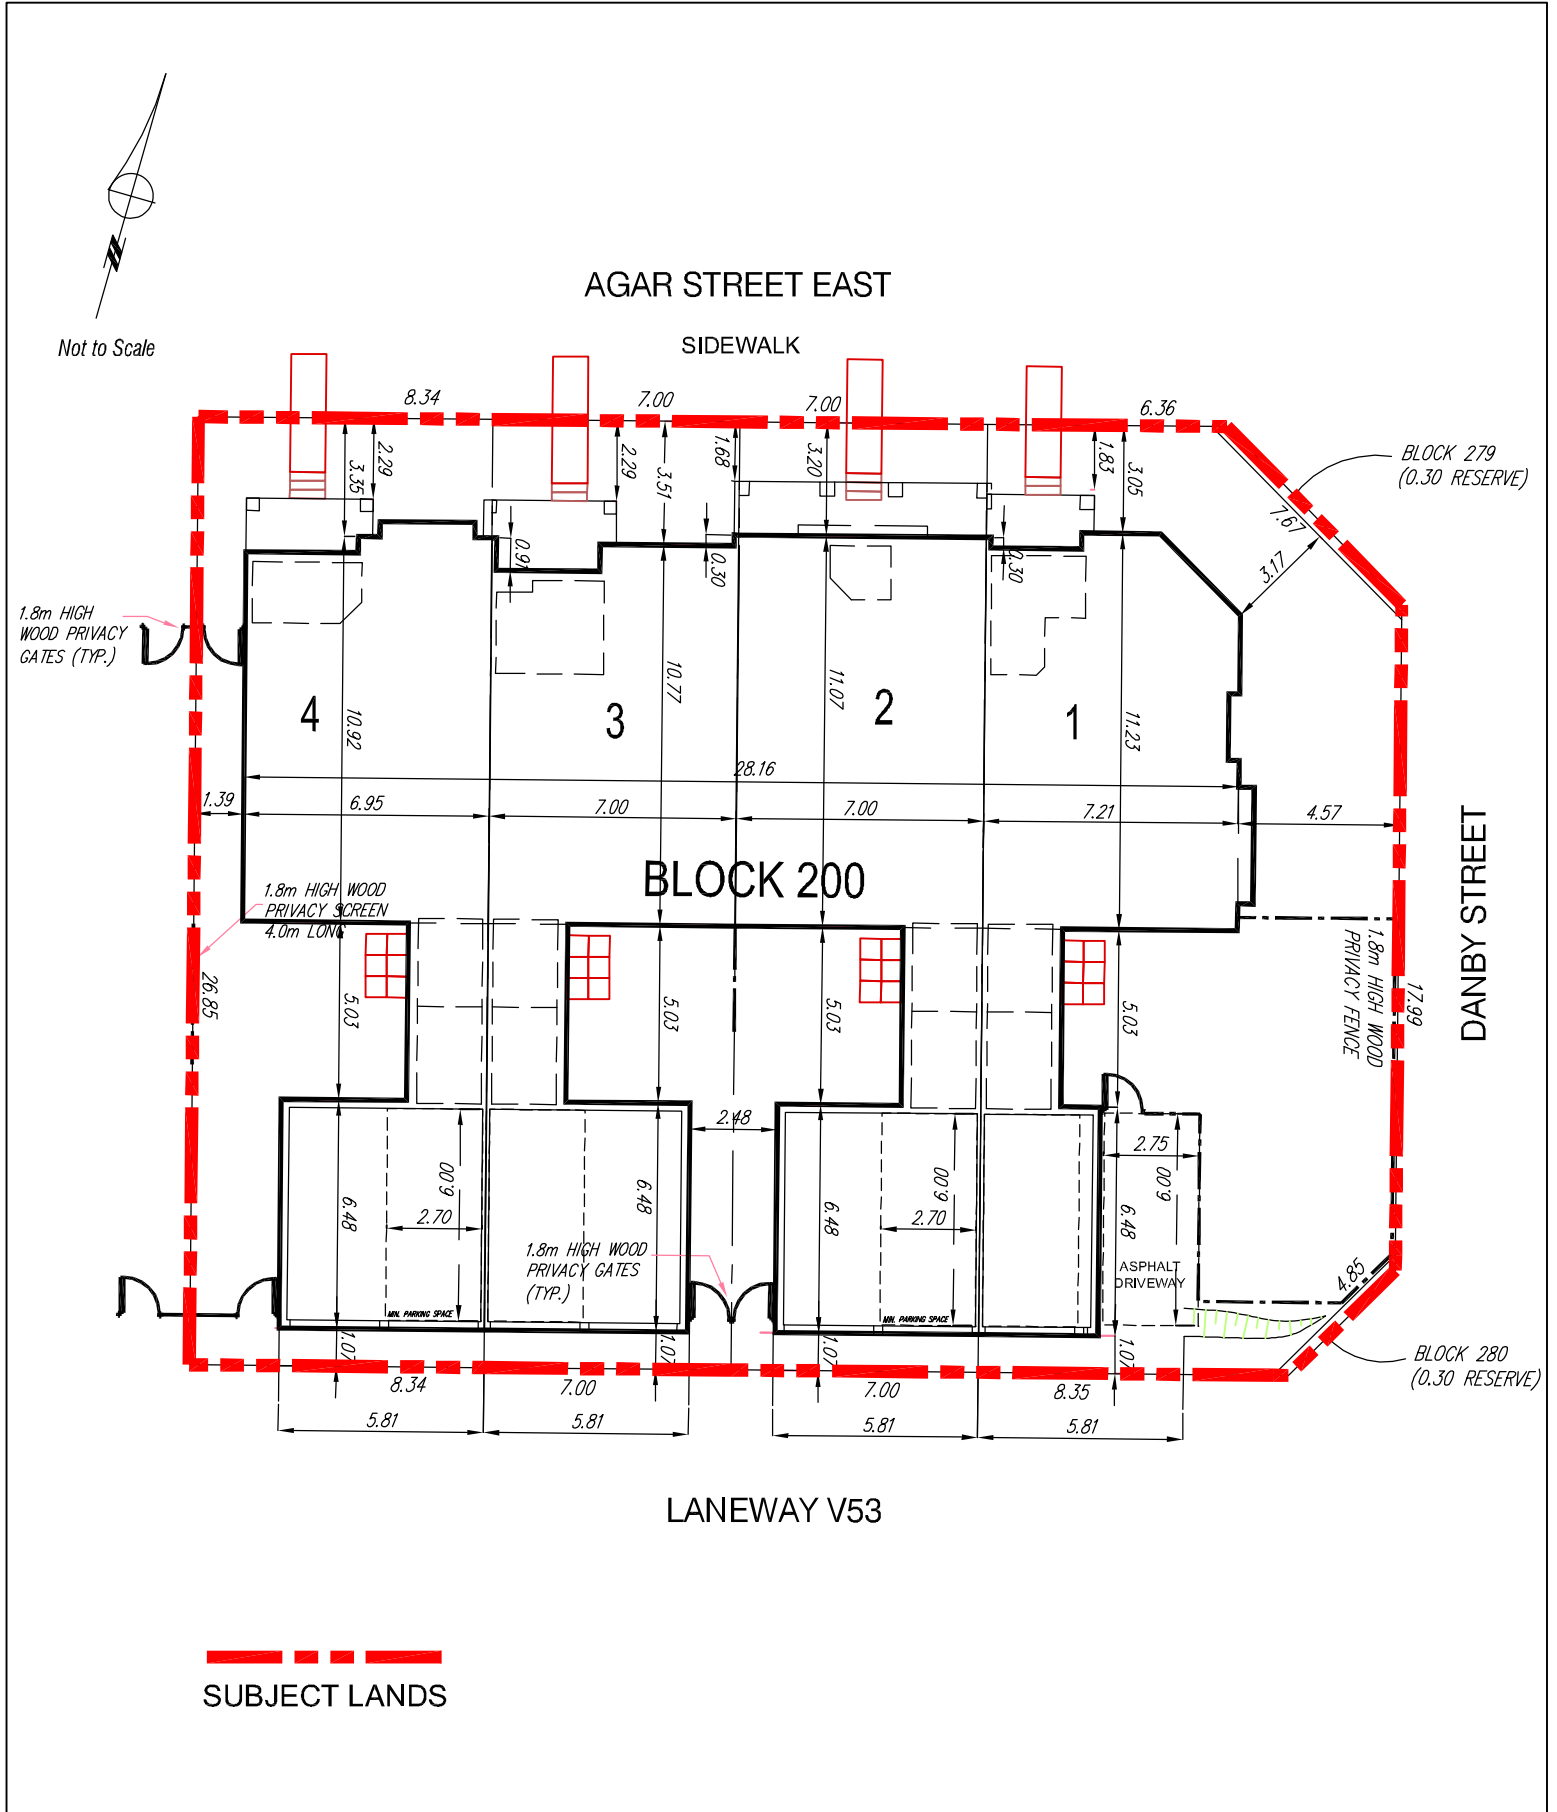 Not to Scale
AGAR STREET EAST
SIDEWALK
8.34
7.00
7.00
6.36
BLOCK 279
(0.30 RESERVE)
2.29
3.35
2.29
3.51
1.68
3.20
1.83
3.05
7.67
3.17
0.91
0.30
0.30
1.8m HIGH
WOOD PRIVACY
GATES (TYP.)
4
3
2
1
10.92
10.77
11.07
11.23
28.16
1.39
6.95
7.00
7.00
7.21
4.57
BLOCK 200
DANBY STREET
1.8m HIGH WOOD
PRIVACY SCREEN
4.0m LONG
1.8m HIGH WOOD
PRIVACY FENCE
26.85
17.99
5.03
5.03
5.03
5.03
2.48
2.75
6.00
6.00
6.00
2.70
2.70
6.48
6.48
6.48
6.48
1.8m HIGH WOOD
PRIVACY GATES
(TYP.)
ASPHALT
DRIVEWAY
4.85
MIN. PARKING SPACE
MIN. PARKING SPACE
1.07
1.07
1.07
1.07
BLOCK 280
(0.30 RESERVE)
8.34
7.00
7.00
8.35
5.81
5.81
5.81
5.81
LANEWAY V53
SUBJECT LANDS